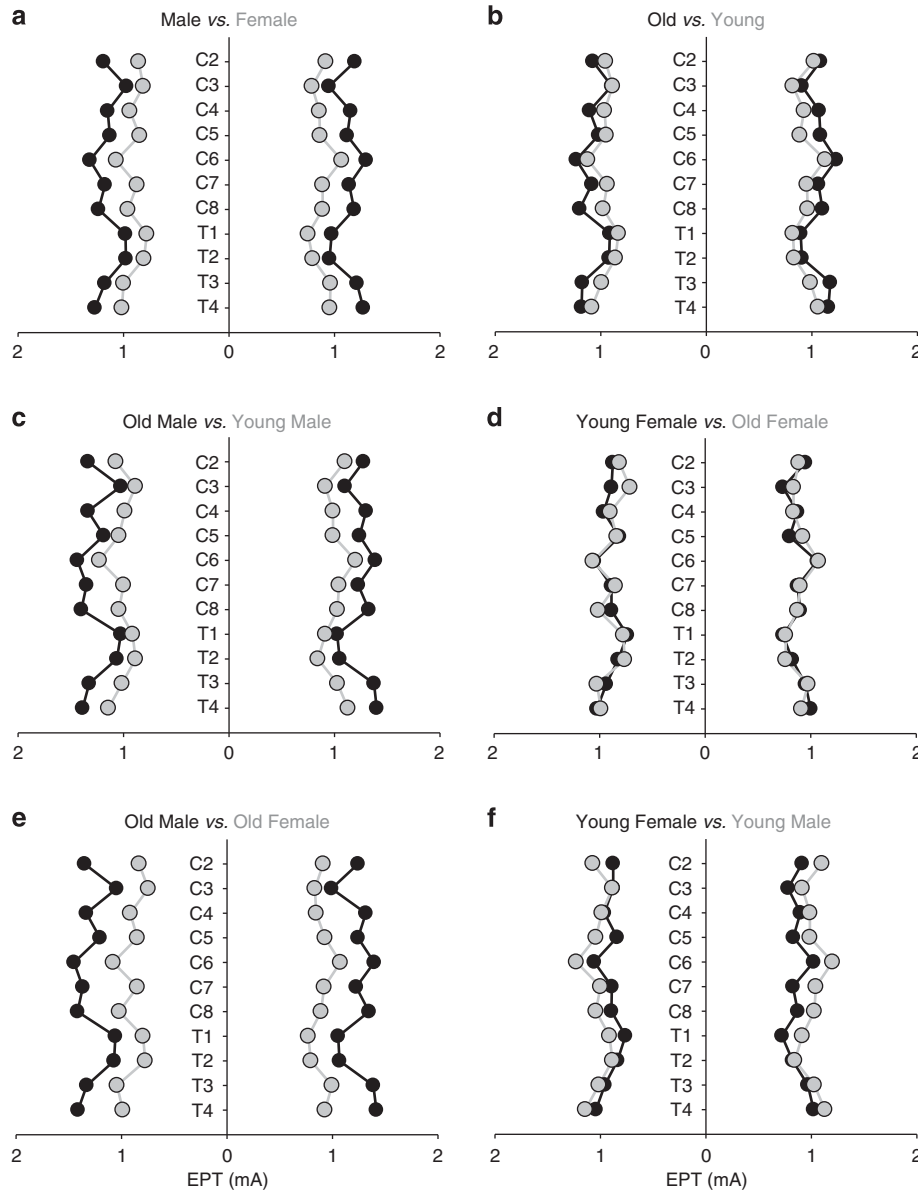 a
Male vs. Female
C2
C3
C4
C5
C6
C7
C8
T1
T2
T3
T4
2 1 0 1 2
b
Old vs. Young
C2
C3
C4
C5
C6
C7
C8
T1
T2
T3
T4
2 1 0 1 2
c
Old Male vs. Young Male
C2
C3
C4
C5
C6
C7
C8
T1
T2
T3
T4
2 1 0 1 2
d
Young Female vs. Old Female
C2
C3
C4
C5
C6
C7
C8
T1
T2
T3
T4
2 1 0 1 2
e
Old Male vs. Old Female
C2
C3
C4
C5
C6
C7
C8
T1
T2
T3
T4
2 1 0 1 2
EPT (mA)
f
Young Female vs. Young Male
C2
C3
C4
C5
C6
C7
C8
T1
T2
T3
T4
2 1 0 1 2
EPT (mA)